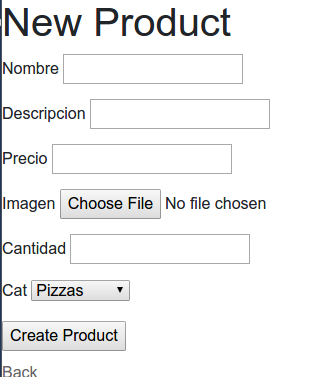 New Product
Nombre
Descripcion
Precio
Imagen Choose File No file chosen
Cantidad
Cat Pizzas
Create Product
Back